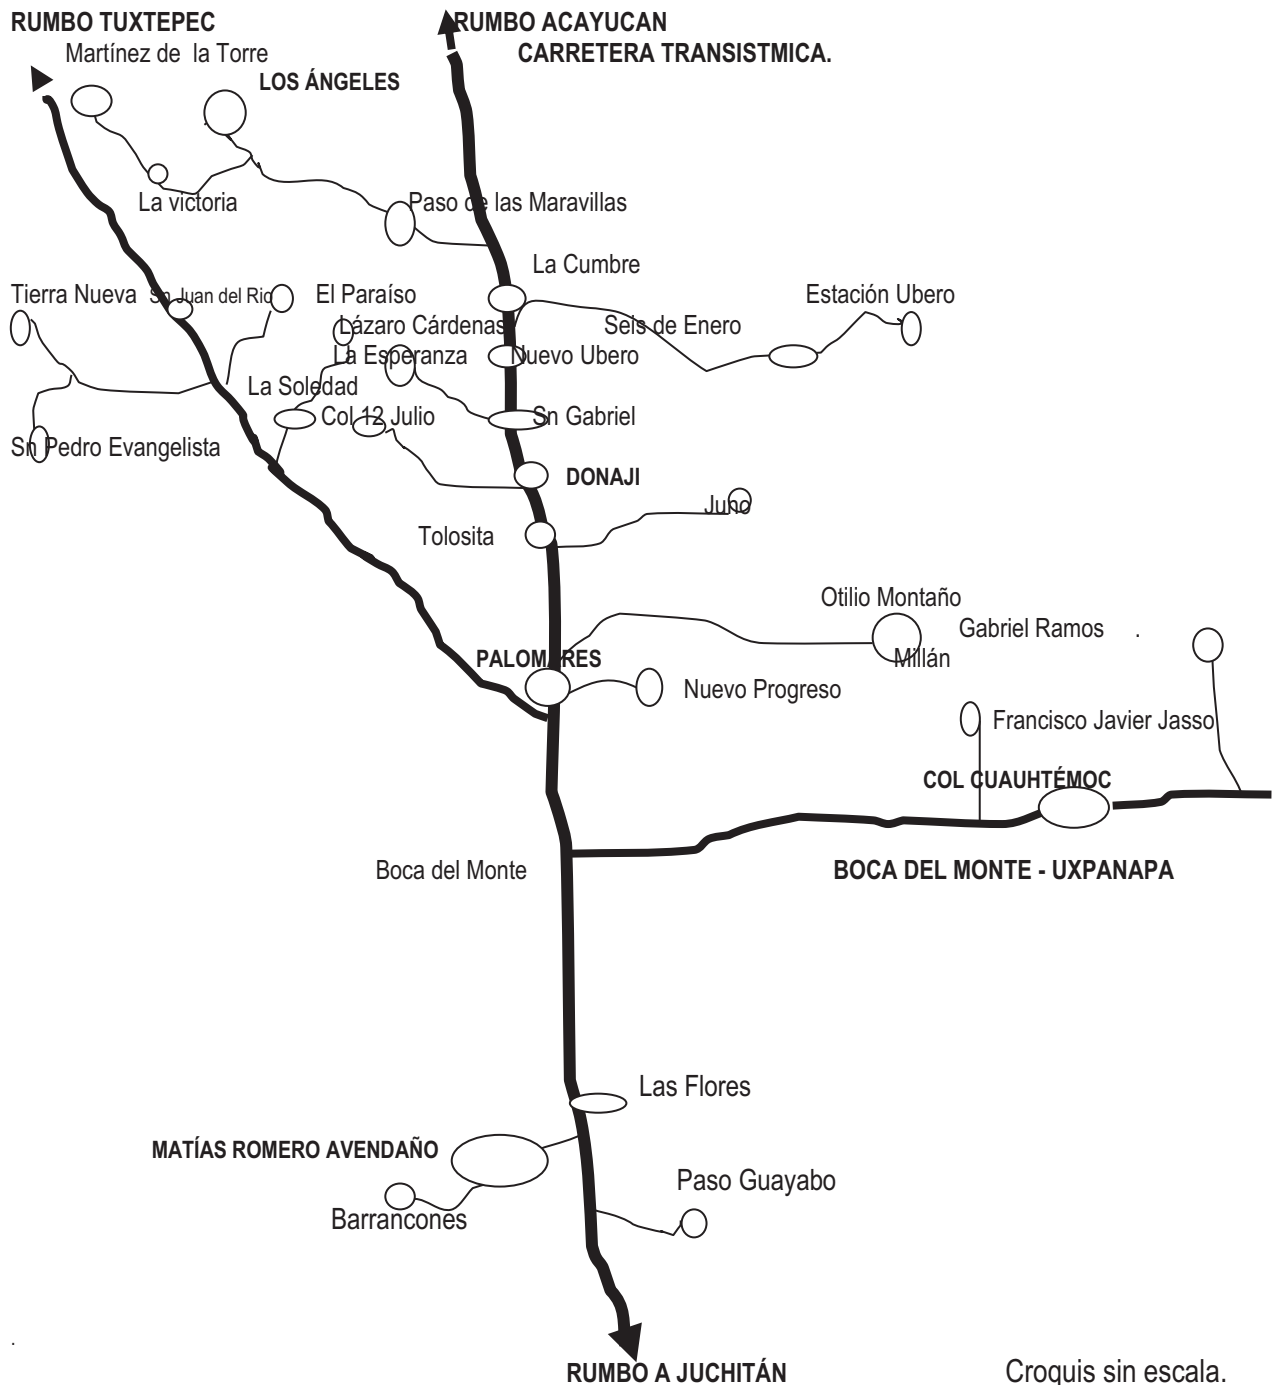 RUMBO TUXTEPEC
RUMBO ACAYUCAN
Martínez de la Torre
CARRETERA TRANSISTMICA.
LOS ÁNGELES
La victoria
Paso de las Maravillas
La Cumbre
Tierra Nueva
Sn Juan del Rio
El Paraíso
Estación Ubero
Lázaro Cárdenas
Seis de Enero
La Esperanza
Nuevo Ubero
La Soledad
Col 12 Julio
Sn Gabriel
Sn Pedro Evangelista
DONAJI
Juno
Tolosita
Otilio Montaño
Gabriel Ramos .
Millán
PALOMARES
Nuevo Progreso
Francisco Javier Jasso
COL CUAUHTÉMOC
Boca del Monte
BOCA DEL MONTE - UXPANAPA
Las Flores
MATÍAS ROMERO AVENDAÑO
Paso Guayabo
Barrancones
.
RUMBO A JUCHITÁN
Croquis sin escala.